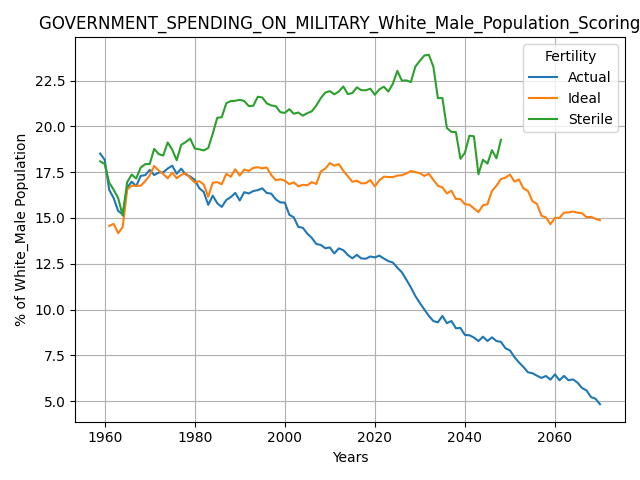 GOVERNMENT_SPENDING_ON_MILITARY_White_Male_Population_Scoring
22.5
20.0
17.5
15.0
12.5
10.0
7.5
5.0
% of White_Male Population
Fertility
Actual
Ideal
Sterile
1960 1980 2000 2020 2040 2060
Years